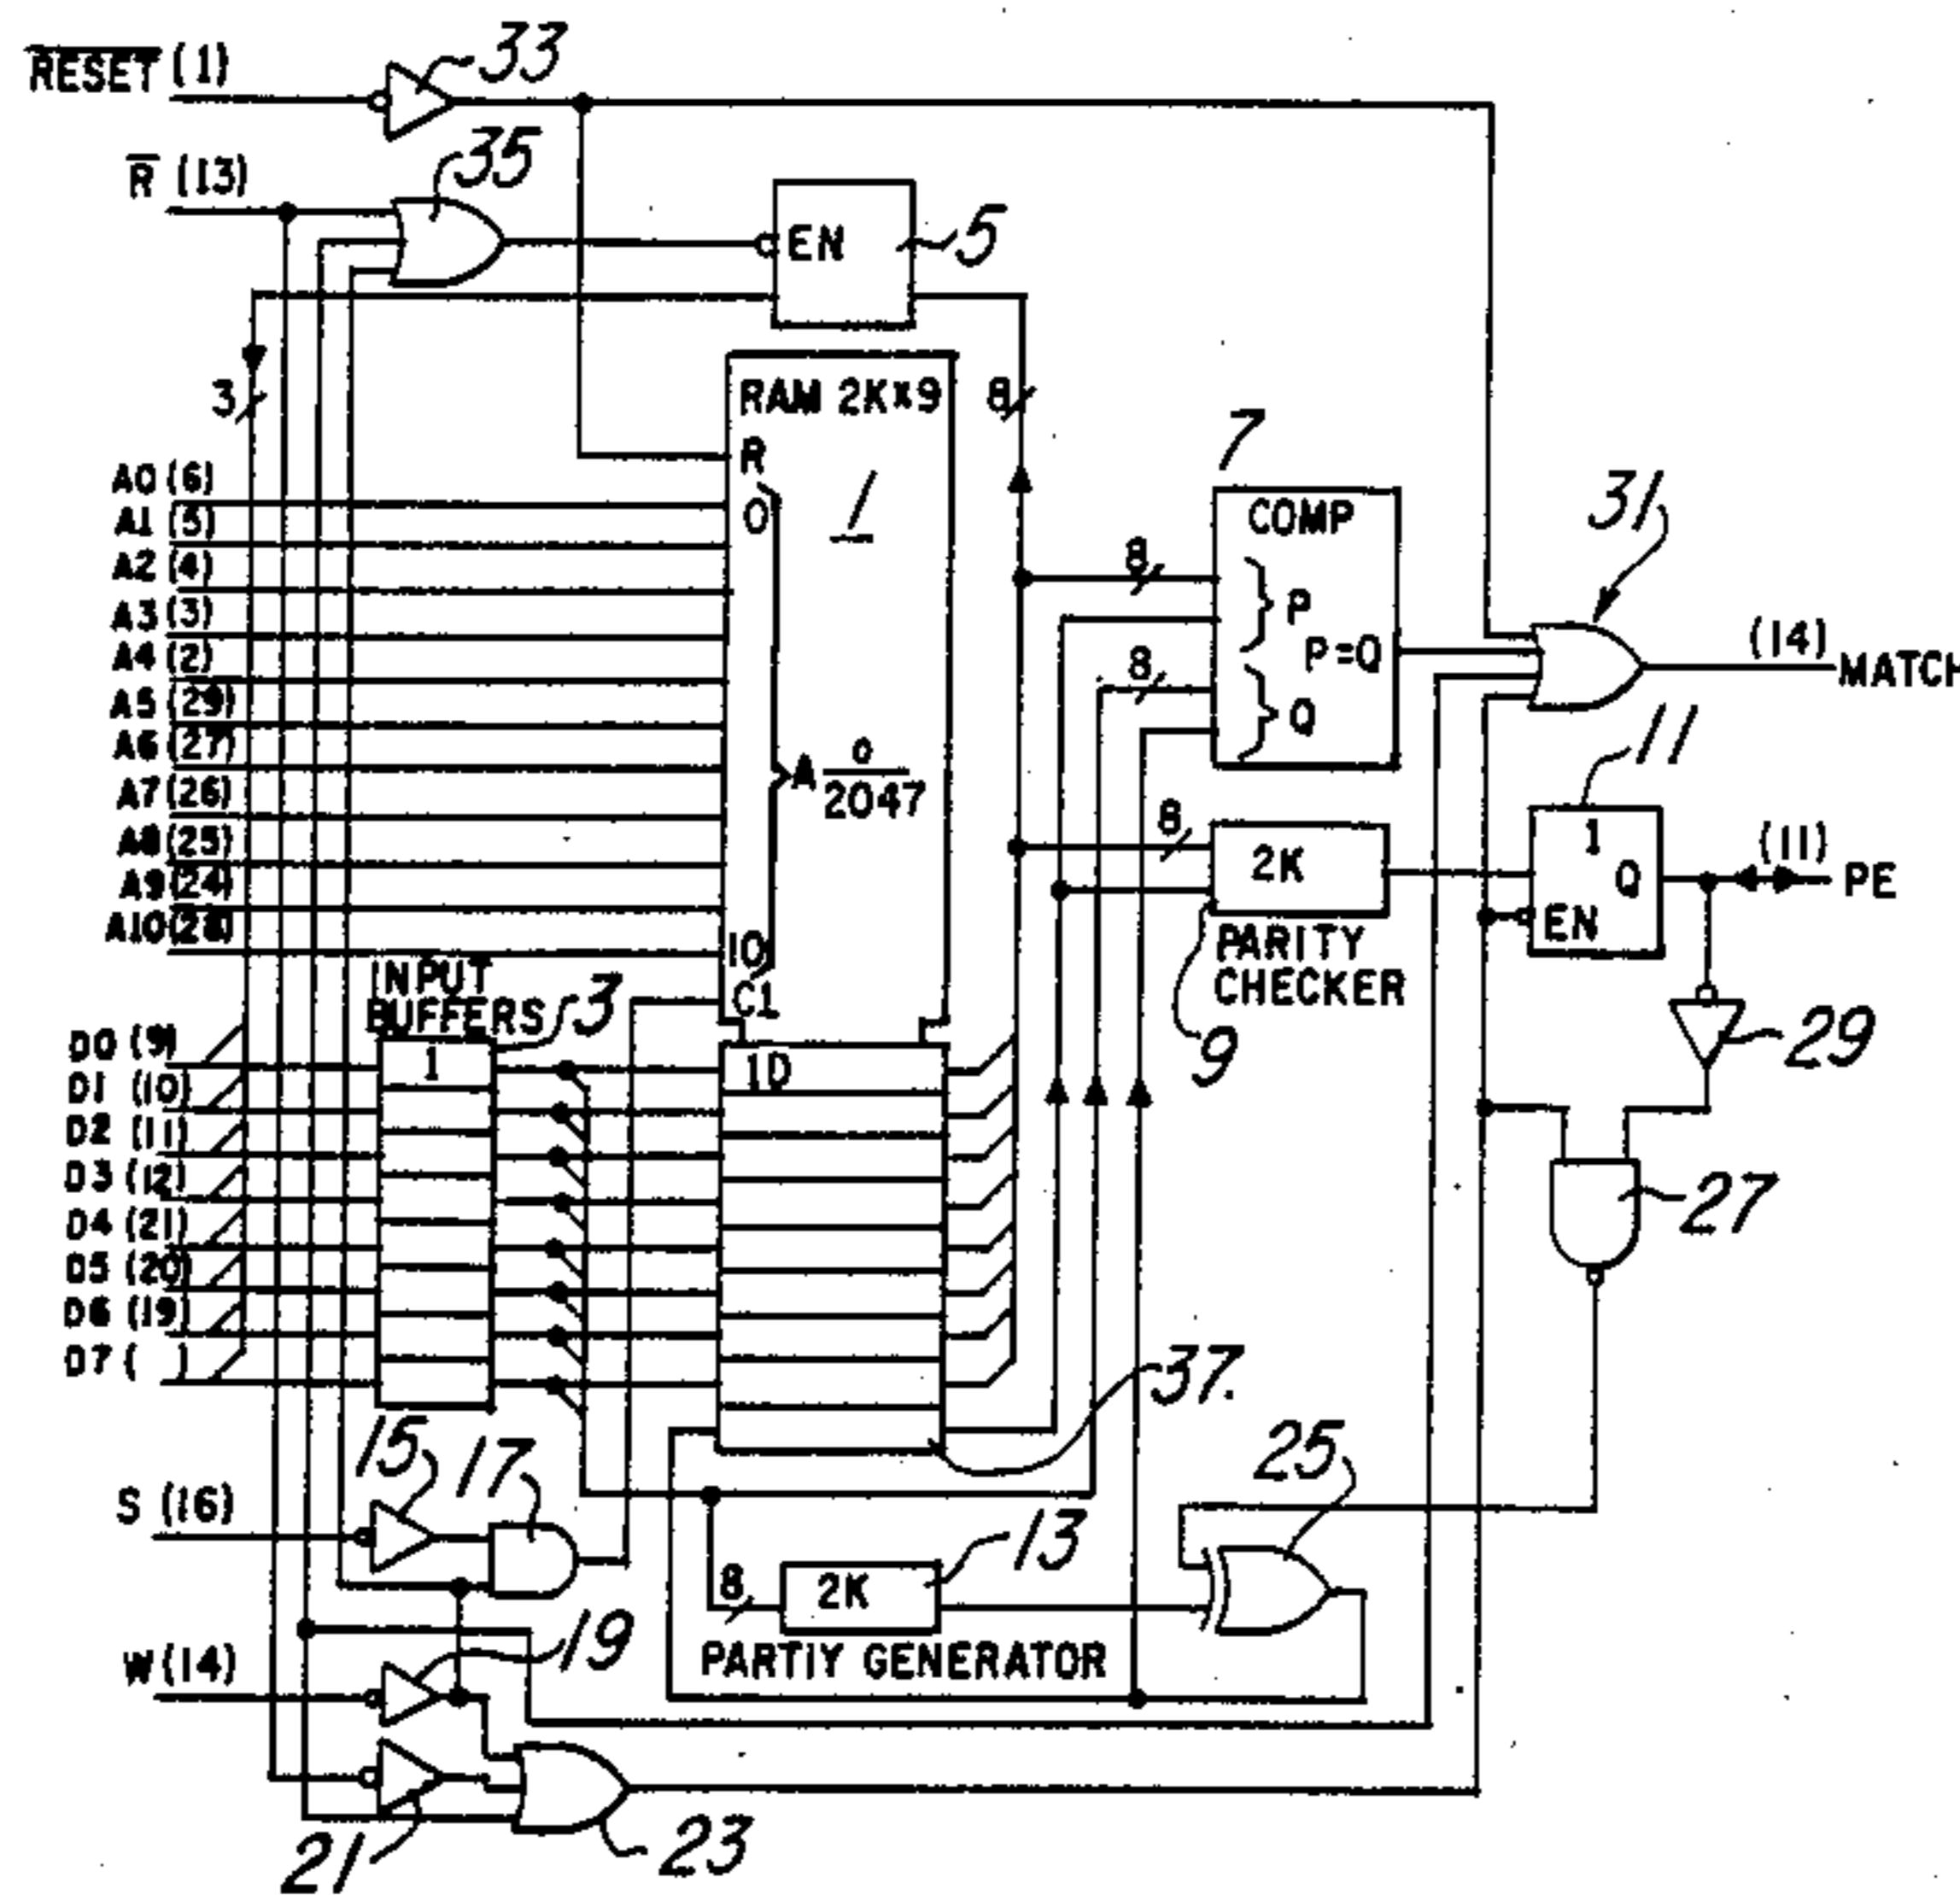 RESET (1)
33
R (13)
35
EN
5
3
RAM 2K×9
8
R
1
0
A 0/2047
10
C1
A0 (6)
A1 (5)
A2 (4)
A3 (3)
A4 (2)
A5 (29)
A6 (27)
A7 (26)
A8 (25)
A9 (24)
A10 (28)
7
COMP
8
P
P=Q
8
Q
31
(14)
MATCH
11
8
2K
PARITY
CHECKER
9
1
Q
EN
(11)
PE
29
27
INPUT
BUFFERS
3
1
1D
D0 (9)
D1 (10)
D2 (11)
D3 (12)
D4 (21)
D5 (20)
D6 (19)
D7 ( )
37.
S (16)
15
17
25
8
2K
13
PARTIY GENERATOR
W (14)
19
21
23